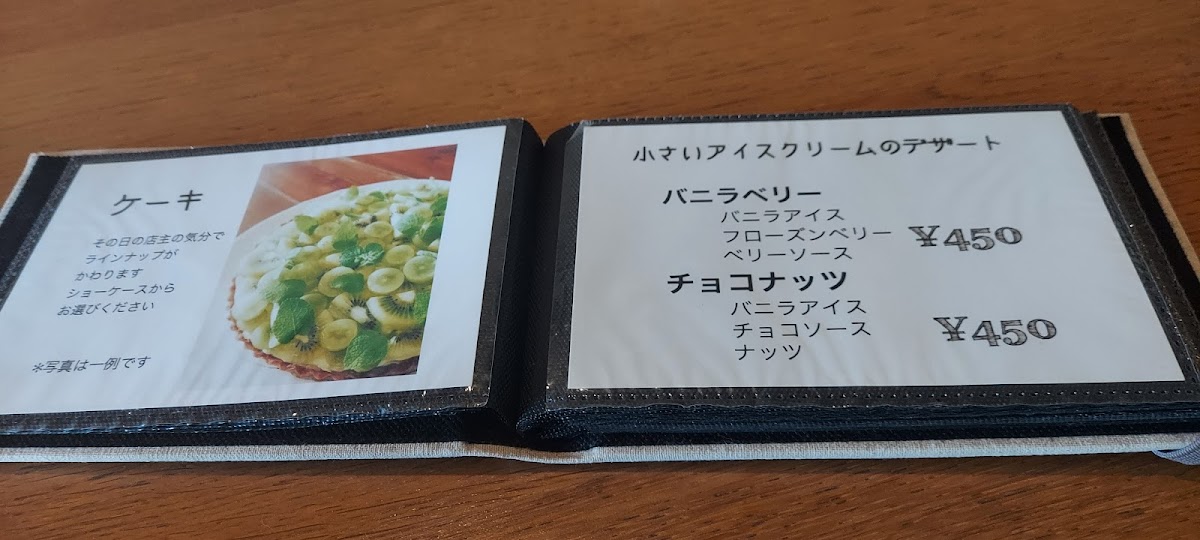 ケーキ
その日の店主の気分で
ラインナップが
かわります
ショーケースから
お選びください
*写真は一例です
小さいアイスクリームのデザート
バニラベリー
バニラアイス
フローズンベリー
ベリーソース
¥450
チョコナッツ
バニラアイス
チョコソース
ナッツ
¥450